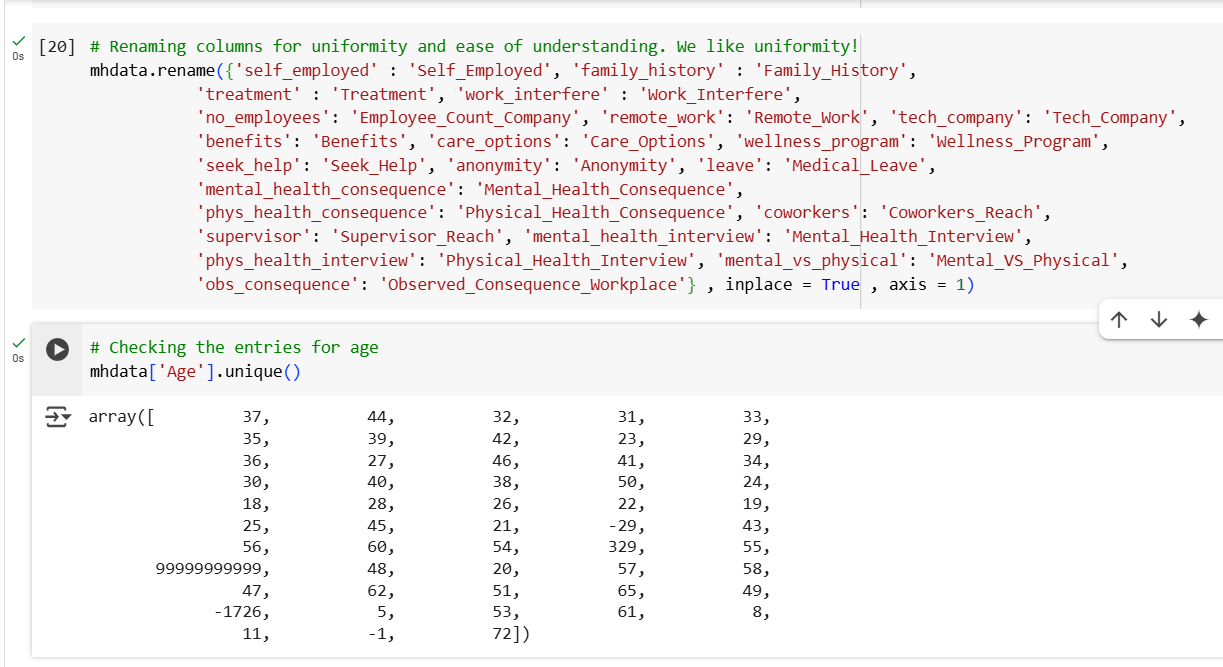 [20] # Renaming columns for uniformity and ease of understanding. We like uniformity!
0s
mhdata.rename({'self_employed' : 'Self_Employed', 'family_history' : 'Family_History',
'treatment' : 'Treatment', 'work_interfere' : 'Work_Interfere',
'no_employees': 'Employee_Count_Company', 'remote_work': 'Remote_Work', 'tech_company': 'Tech_Company',
'benefits': 'Benefits', 'care_options': 'Care_Options', 'wellness_program': 'Wellness_Program',
'seek_help': 'Seek_Help', 'anonymity': 'Anonymity', 'leave': 'Medical_Leave',
'mental_health_consequence': 'Mental_Health_Consequence',
'phys_health_consequence': 'Physical_Health_Consequence', 'coworkers': 'Coworkers_Reach',
'supervisor': 'Supervisor_Reach', 'mental_health_interview': 'Mental_Health_Interview',
'phys_health_interview': 'Physical_Health_Interview', 'mental_vs_physical': 'Mental_VS_Physical',
'obs_consequence': 'Observed_Consequence_Workplace'} , inplace = True , axis = 1)
# Checking the entries for age
0s
mhdata['Age'].unique()
array([ 37, 44, 32, 31, 33,
35, 39, 42, 23, 29,
36, 27, 46, 41, 34,
30, 40, 38, 50, 24,
18, 28, 26, 22, 19,
25, 45, 21, -29, 43,
56, 60, 54, 329, 55,
99999999999, 48, 20, 57, 58,
47, 62, 51, 65, 49,
-1726, 5, 53, 61, 8,
11, -1, 72])